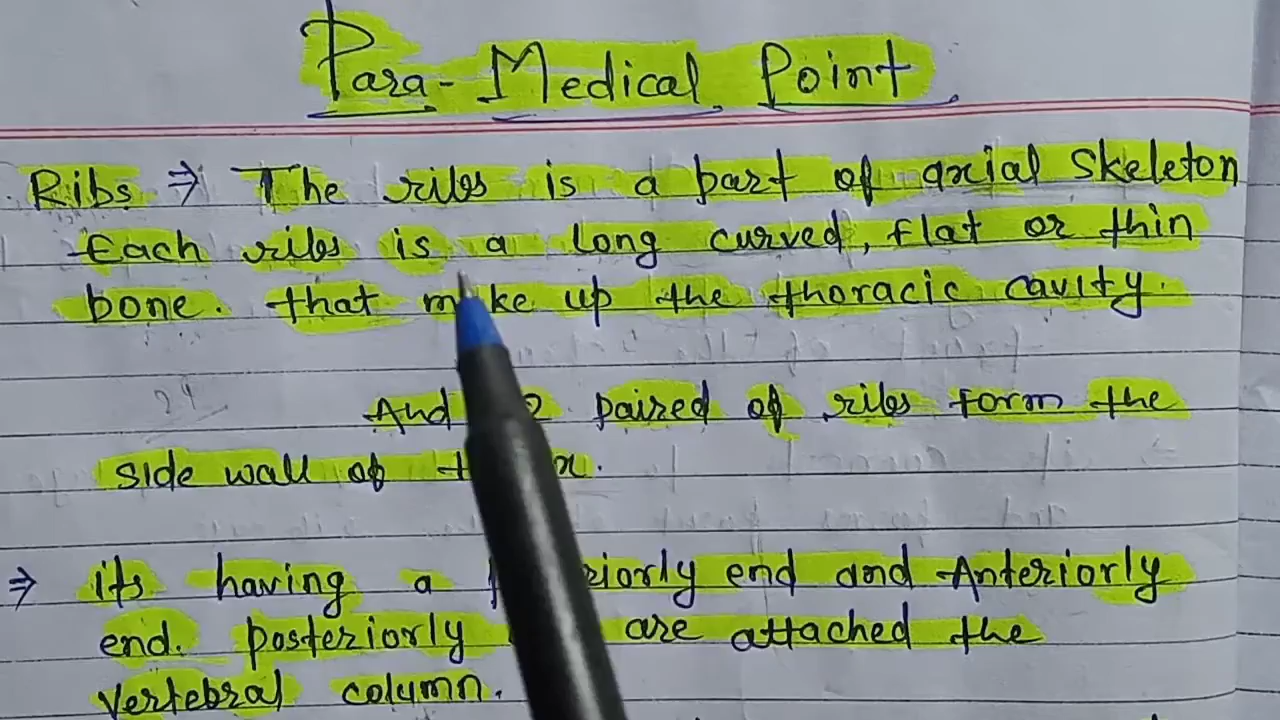 Para-Medical Point
Ribs ⇒ The ribs is a part of axial skeleton
Each ribs is a long curved, flat or thin
bone. that make up the thoracic cavity.
24
And paired of ribs form the
side wall of
⇒ its having a end and Anteriorly
end. posteriorly are attached the
vertebral column.